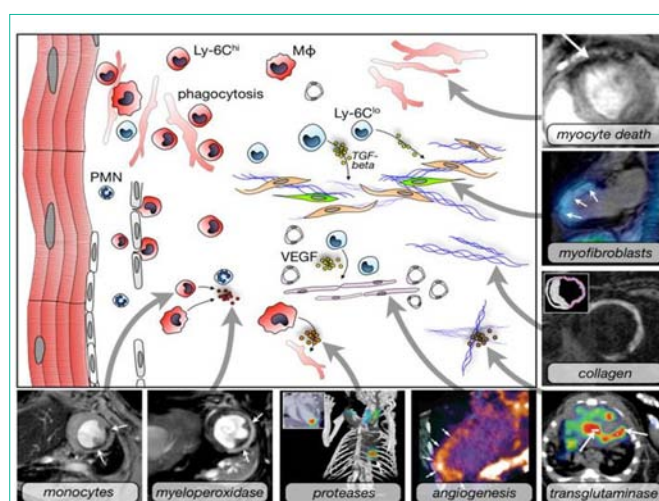 Ly-6Chi
MΦ
phagocytosis
Ly-6Clo
TGF-
beta
PMN
VEGF
myocyte death
myofibroblasts
collagen
monocytes
myeloperoxidase
proteases
angiogenesis
transglutaminase